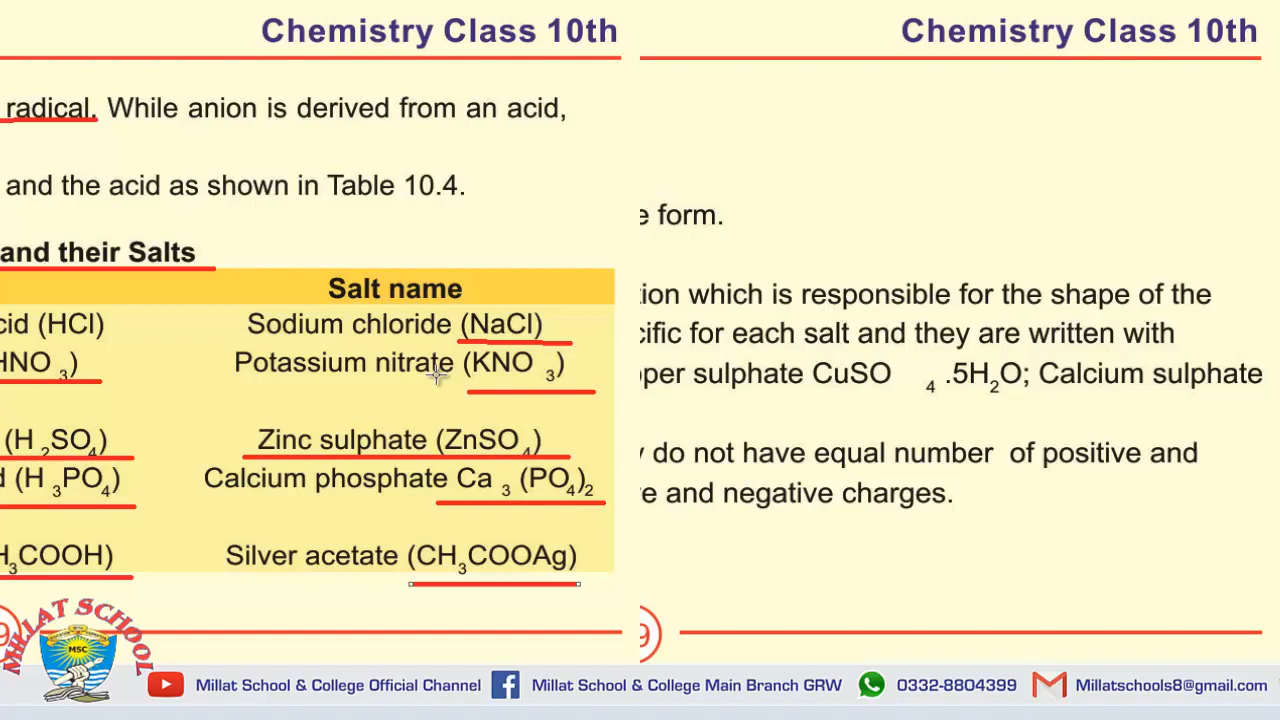 Chemistry Class 10th
radical. While anion is derived from an acid,
and the acid as shown in Table 10.4.
and their Salts
Salt name
cid (HCl) Sodium chloride (NaCl)
HNO 3) Potassium nitrate (KNO 3)
(H 2SO4) Zinc sulphate (ZnSO 4)
d (H 3PO4) Calcium phosphate Ca 3 (PO4)2
H3COOH) Silver acetate (CH3COOAg)
9
Chemistry Class 10th
e form.
tion which is responsible for the shape of the
cific for each salt and they are written with
pper sulphate CuSO 4 .5H2O; Calcium sulphate
y do not have equal number of positive and
ve and negative charges.
9
MILLAT SCHOOL
MSC
Millat School & College Official Channel
Millat School & College Main Branch GRW
0332-8804399
Millatschools8@gmail.com